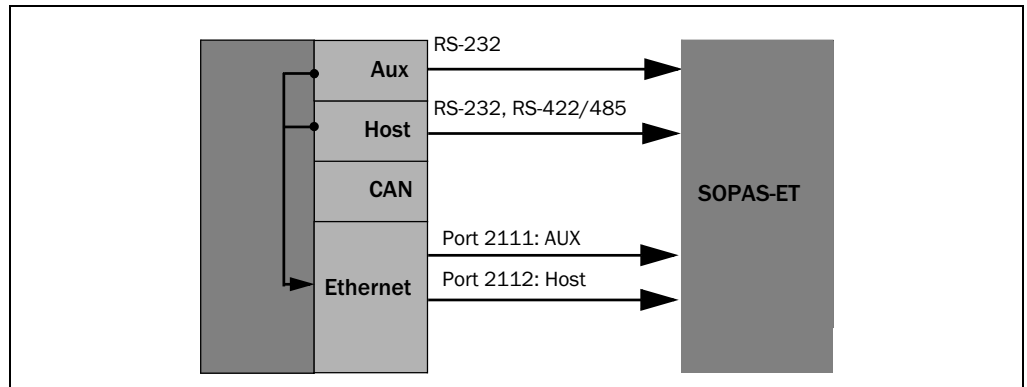 RS-232
Aux
RS-232, RS-422/485
Host
CAN
SOPAS-ET
Port 2111: AUX
Ethernet
Port 2112: Host